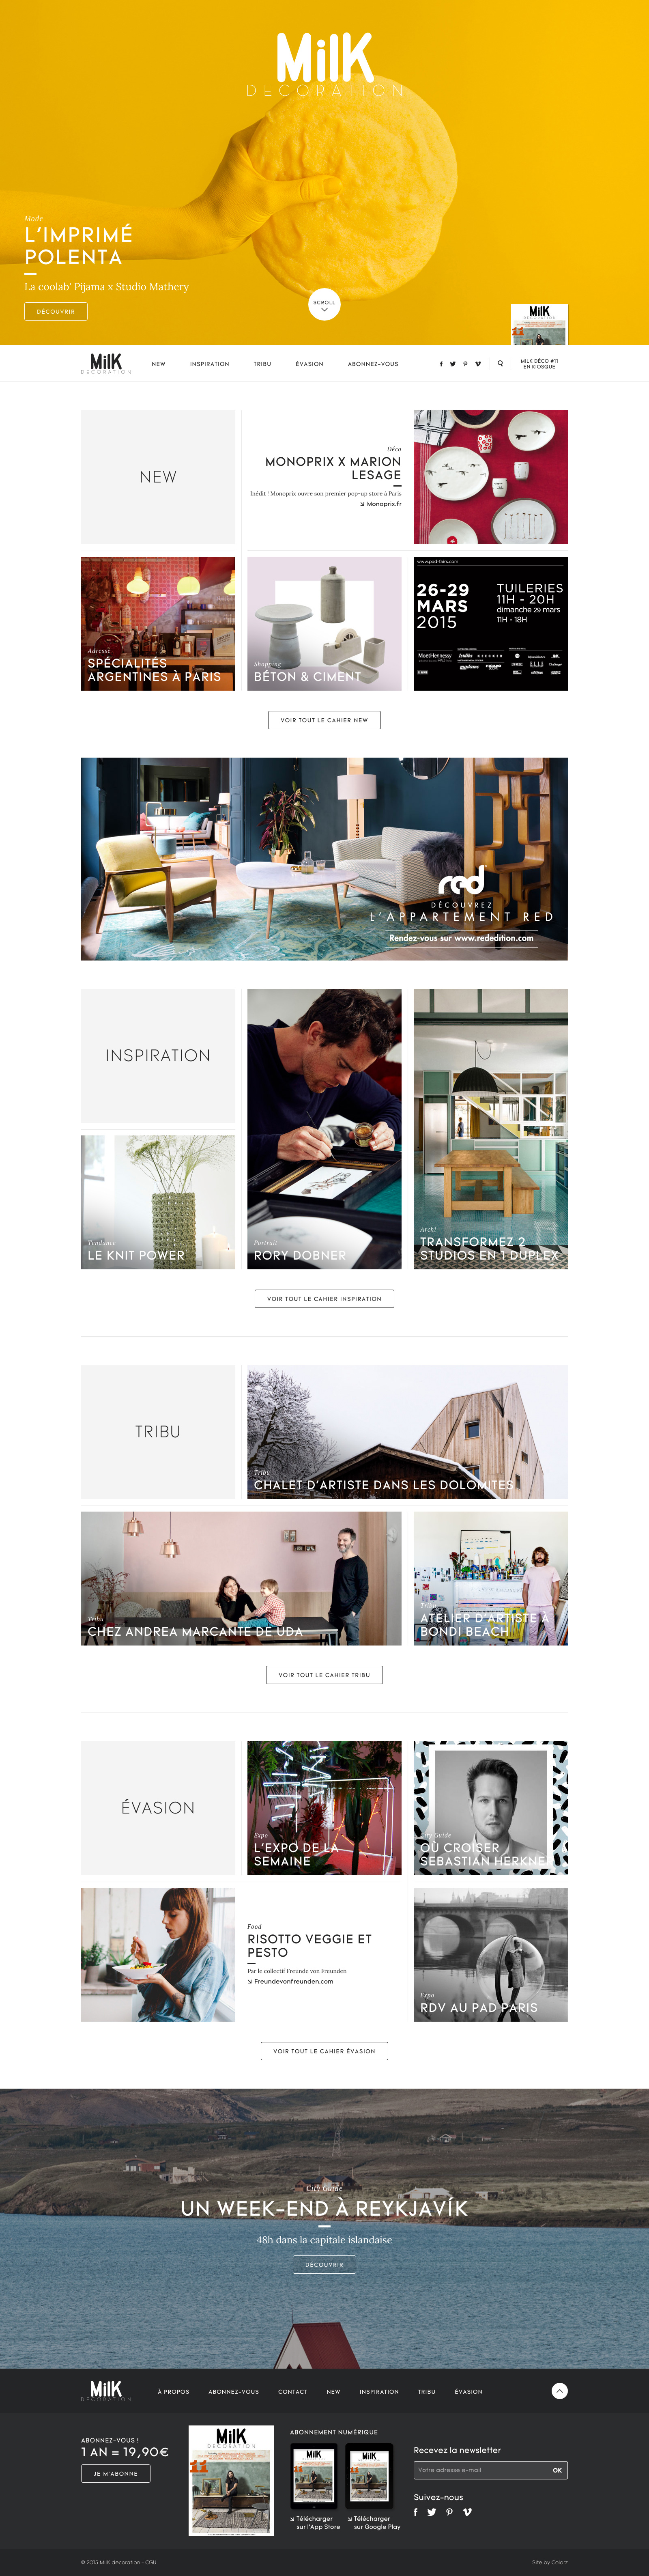 MilK
DECORATION
Mode
L'IMPRIMÉ
POLENTA
La coolab' Pijama x Studio Mathery
DÉCOUVRIR
SCROLL
MilK
DECORATION
11
MilK
DECORATION
NEW
INSPIRATION
TRIBU
ÉVASION
ABONNEZ-VOUS
MILK DÉCO #11
EN KIOSQUE
NEW
Déco
MONOPRIX X MARION
LESAGE
Inédit ! Monoprix ouvre son premier pop-up store à Paris
Monoprix.fr
Adresse
SPÉCIALITÉS
ARGENTINES À PARIS
Shopping
BÉTON & CIMENT
www.pad-fairs.com
26-29
MARS
2015
TUILERIES
11H - 20H
dimanche 29 mars
11H - 18H
Moët Hennessy
VOIR TOUT LE CAHIER NEW
red
DÉCOUVREZ
L'APPARTEMENT RED
Rendez-vous sur www.rededition.com
INSPIRATION
Tendance
LE KNIT POWER
Portrait
RORY DOBNER
Archi
TRANSFORMEZ 2
STUDIOS EN 1 DUPLEX
VOIR TOUT LE CAHIER INSPIRATION
TRIBU
Tribu
CHALET D'ARTISTE DANS LES DOLOMITES
Tribu
CHEZ ANDREA MARCANTE DE UDA
Tribu
ATELIER D'ARTISTE À
BONDI BEACH
VOIR TOUT LE CAHIER TRIBU
ÉVASION
Expo
L'EXPO DE LA
SEMAINE
City Guide
OÙ CROISER
SEBASTIAN HERKNER
Food
RISOTTO VEGGIE ET
PESTO
Par le collectif Freunde von Freunden
Freundevonfreunden.com
Expo
RDV AU PAD PARIS
VOIR TOUT LE CAHIER ÉVASION
City Guide
UN WEEK-END À REYKJAVÍK
48h dans la capitale islandaise
DÉCOUVRIR
MilK
DECORATION
À PROPOS
ABONNEZ-VOUS
CONTACT
NEW
INSPIRATION
TRIBU
ÉVASION
ABONNEZ-VOUS !
1 AN = 19,90€
JE M'ABONNE
MilK
DECORATION
11
ABONNEMENT NUMÉRIQUE
MilK
11
MilK
11
Télécharger
sur l'App Store
Télécharger
sur Google Play
Recevez la newsletter
Votre adresse e-mail
OK
Suivez-nous
© 2015 MilK decoration - CGU
Site by Colorz